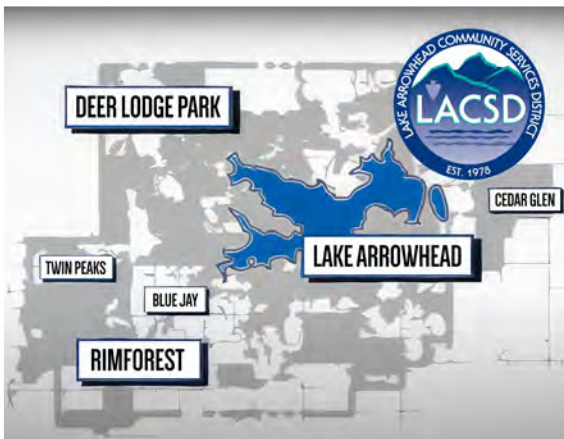 LAKE ARROWHEAD COMMUNITY SERVICES DISTRICT
LACSD
EST. 1978
DEER LODGE PARK
CEDAR GLEN
LAKE ARROWHEAD
TWIN PEAKS
BLUE JAY
RIMFOREST